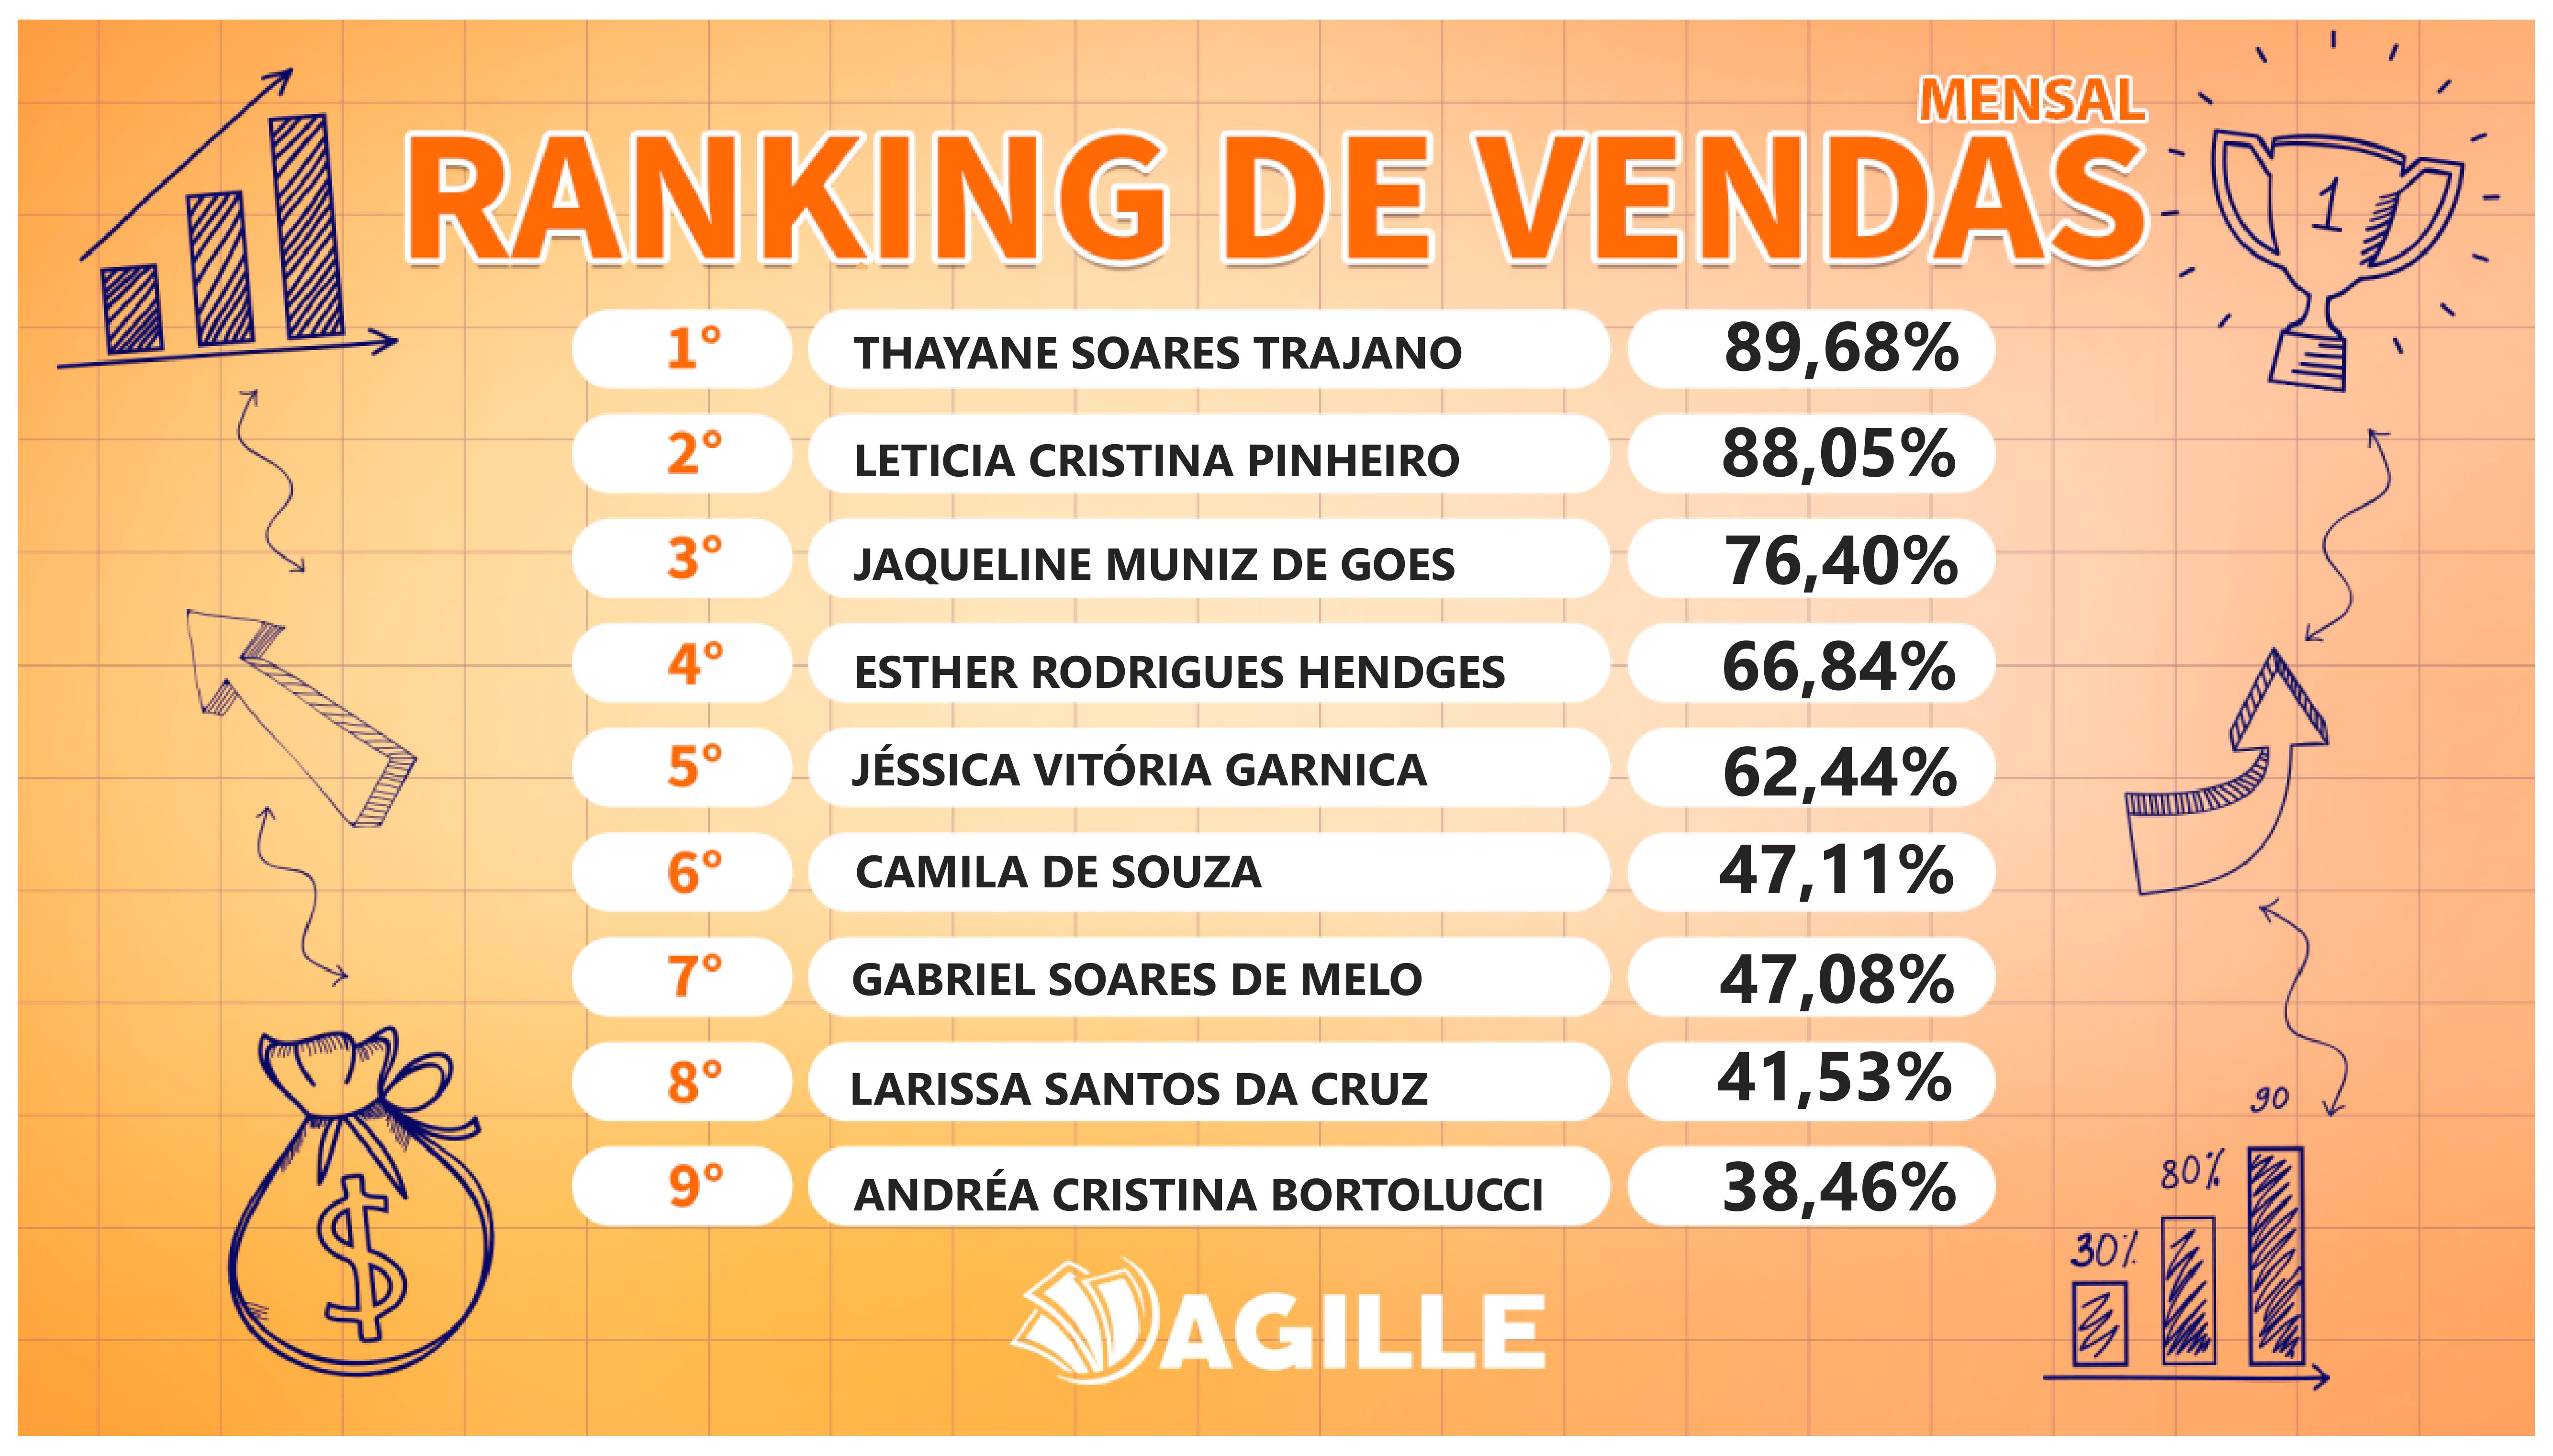 MENSAL
RANKING DE VENDAS
1
1° THAYANE SOARES TRAJANO 89,68%
2° LETICIA CRISTINA PINHEIRO 88,05%
3° JAQUELINE MUNIZ DE GOES 76,40%
4° ESTHER RODRIGUES HENDGES 66,84%
5° JÉSSICA VITÓRIA GARNICA 62,44%
6° CAMILA DE SOUZA 47,11%
7° GABRIEL SOARES DE MELO 47,08%
8° LARISSA SANTOS DA CRUZ 41,53%
9° ANDRÉA CRISTINA BORTOLUCCI 38,46%
$
30%
80%
90
AGILLE